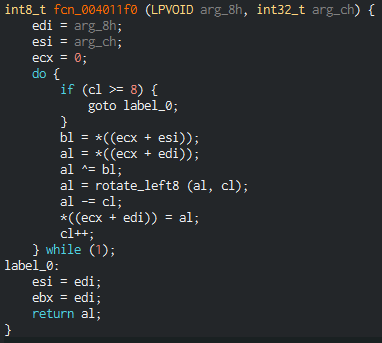 int8_t fcn_004011f0 (LPVOID arg_8h, int32_t arg_ch) {
    edi = arg_8h;
    esi = arg_ch;
    ecx = 0;
    do {
        if (cl >= 8) {
            goto label_0;
        }
        bl = *((ecx + esi));
        al = *((ecx + edi));
        al ^= bl;
        al = rotate_left8 (al, cl);
        al -= cl;
        *((ecx + edi)) = al;
        cl++;
    } while (1);
label_0:
    esi = edi;
    ebx = edi;
    return al;
}